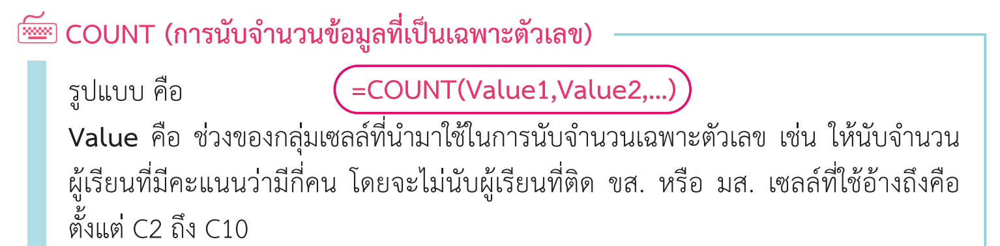 COUNT (การนับจำนวนข้อมูลที่เป็นเฉพาะตัวเลข)
รูปแบบ คือ =COUNT(Value1,Value2,...)
Value คือ ช่วงของกลุ่มเซลล์ที่นำมาใช้ในการนับจำนวนเฉพาะตัวเลข เช่น ให้นับจำนวน
ผู้เรียนที่มีคะแนนว่ามีกี่คน โดยจะไม่นับผู้เรียนที่ติด ขส. หรือ มส. เซลล์ที่ใช้อ้างถึงคือ
ตั้งแต่ C2 ถึง C10